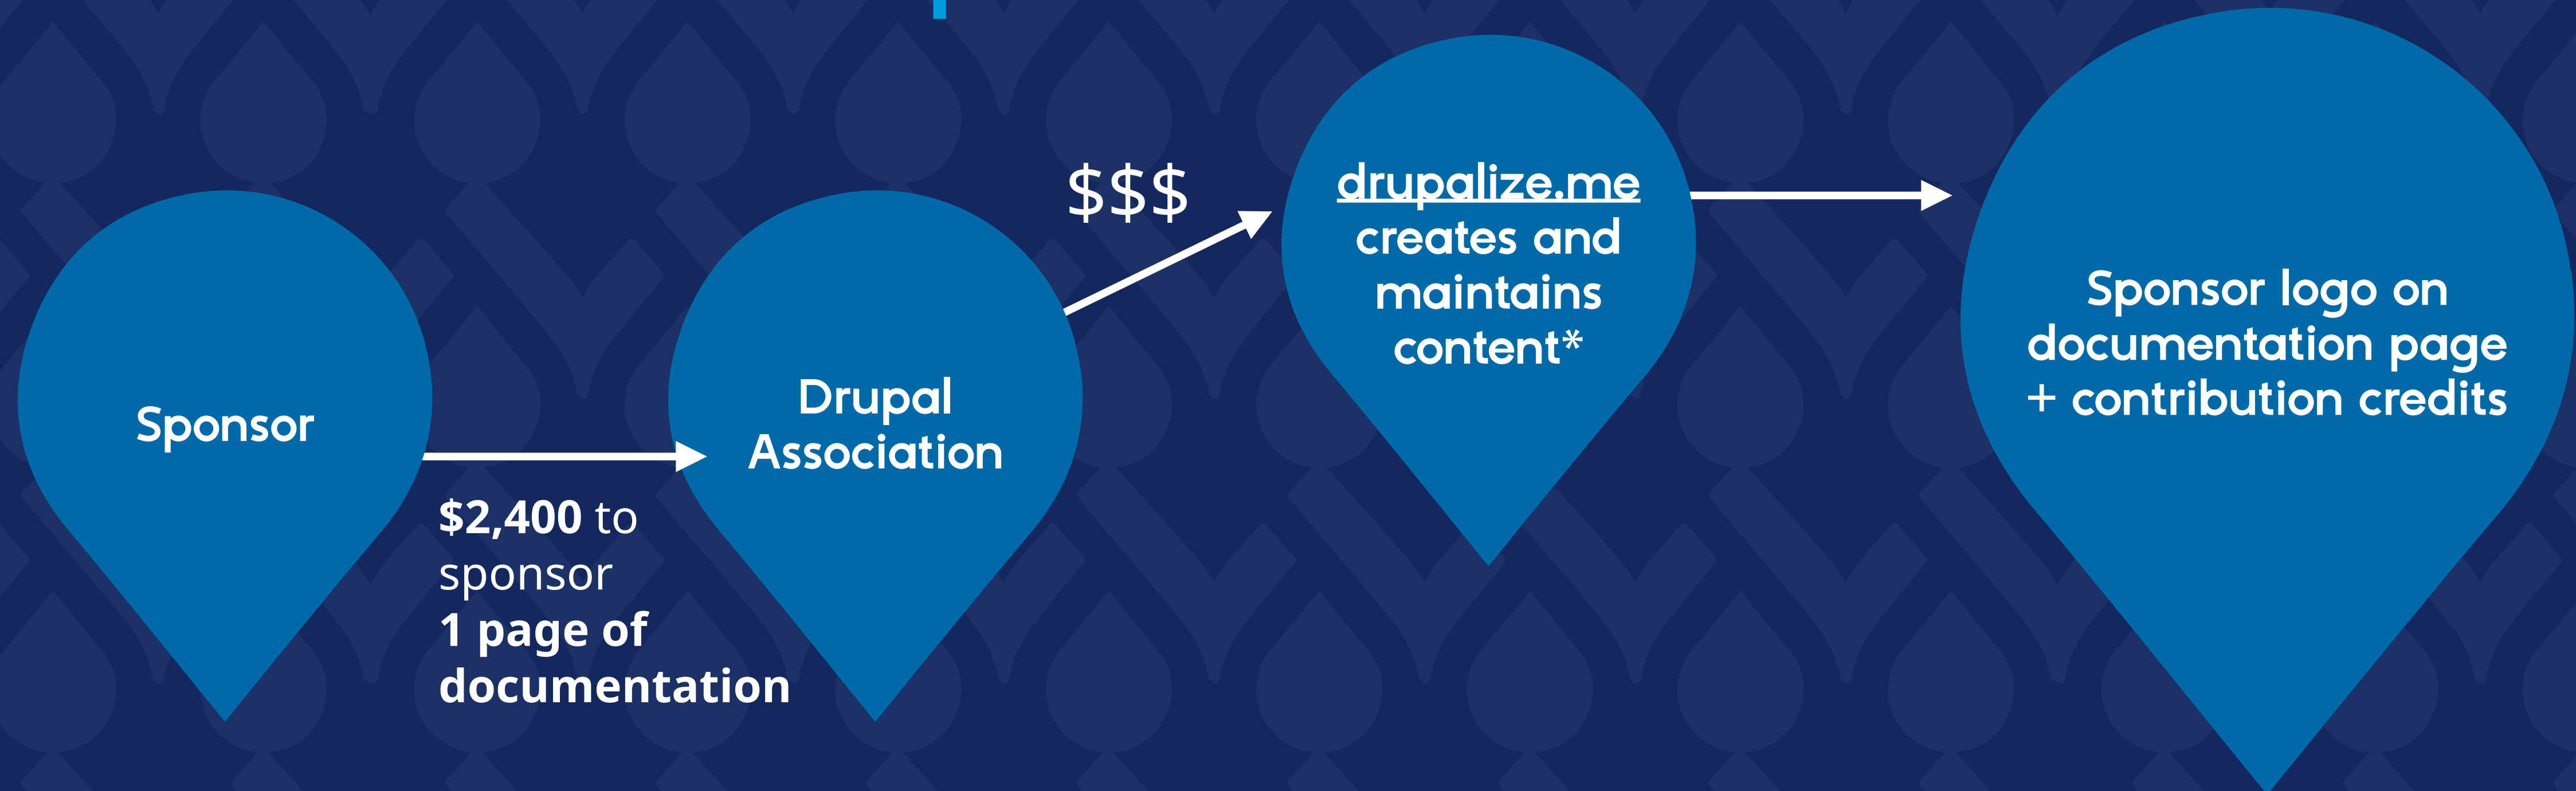 Sponsor
$2,400 to
sponsor
1 page of
documentation
Drupal
Association
$$$
drupalize.me
creates and
maintains
content*
Sponsor logo on
documentation page
+ contribution credits